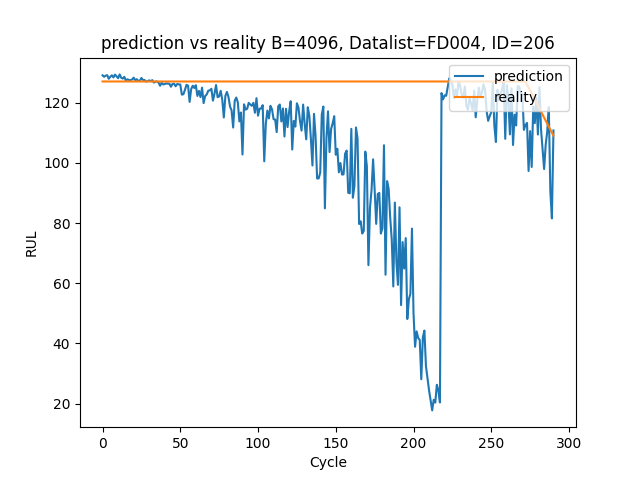 prediction vs reality B=4096, Datalist=FD004, ID=206
prediction
reality
RUL
120
100
80
60
40
20
0 50 100 150 200 250 300
Cycle